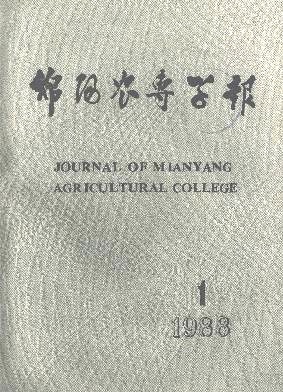 绵阳农专学报
JOURNAL OF MIANYANG
AGRICULTURAL COLLEGE
1
1988